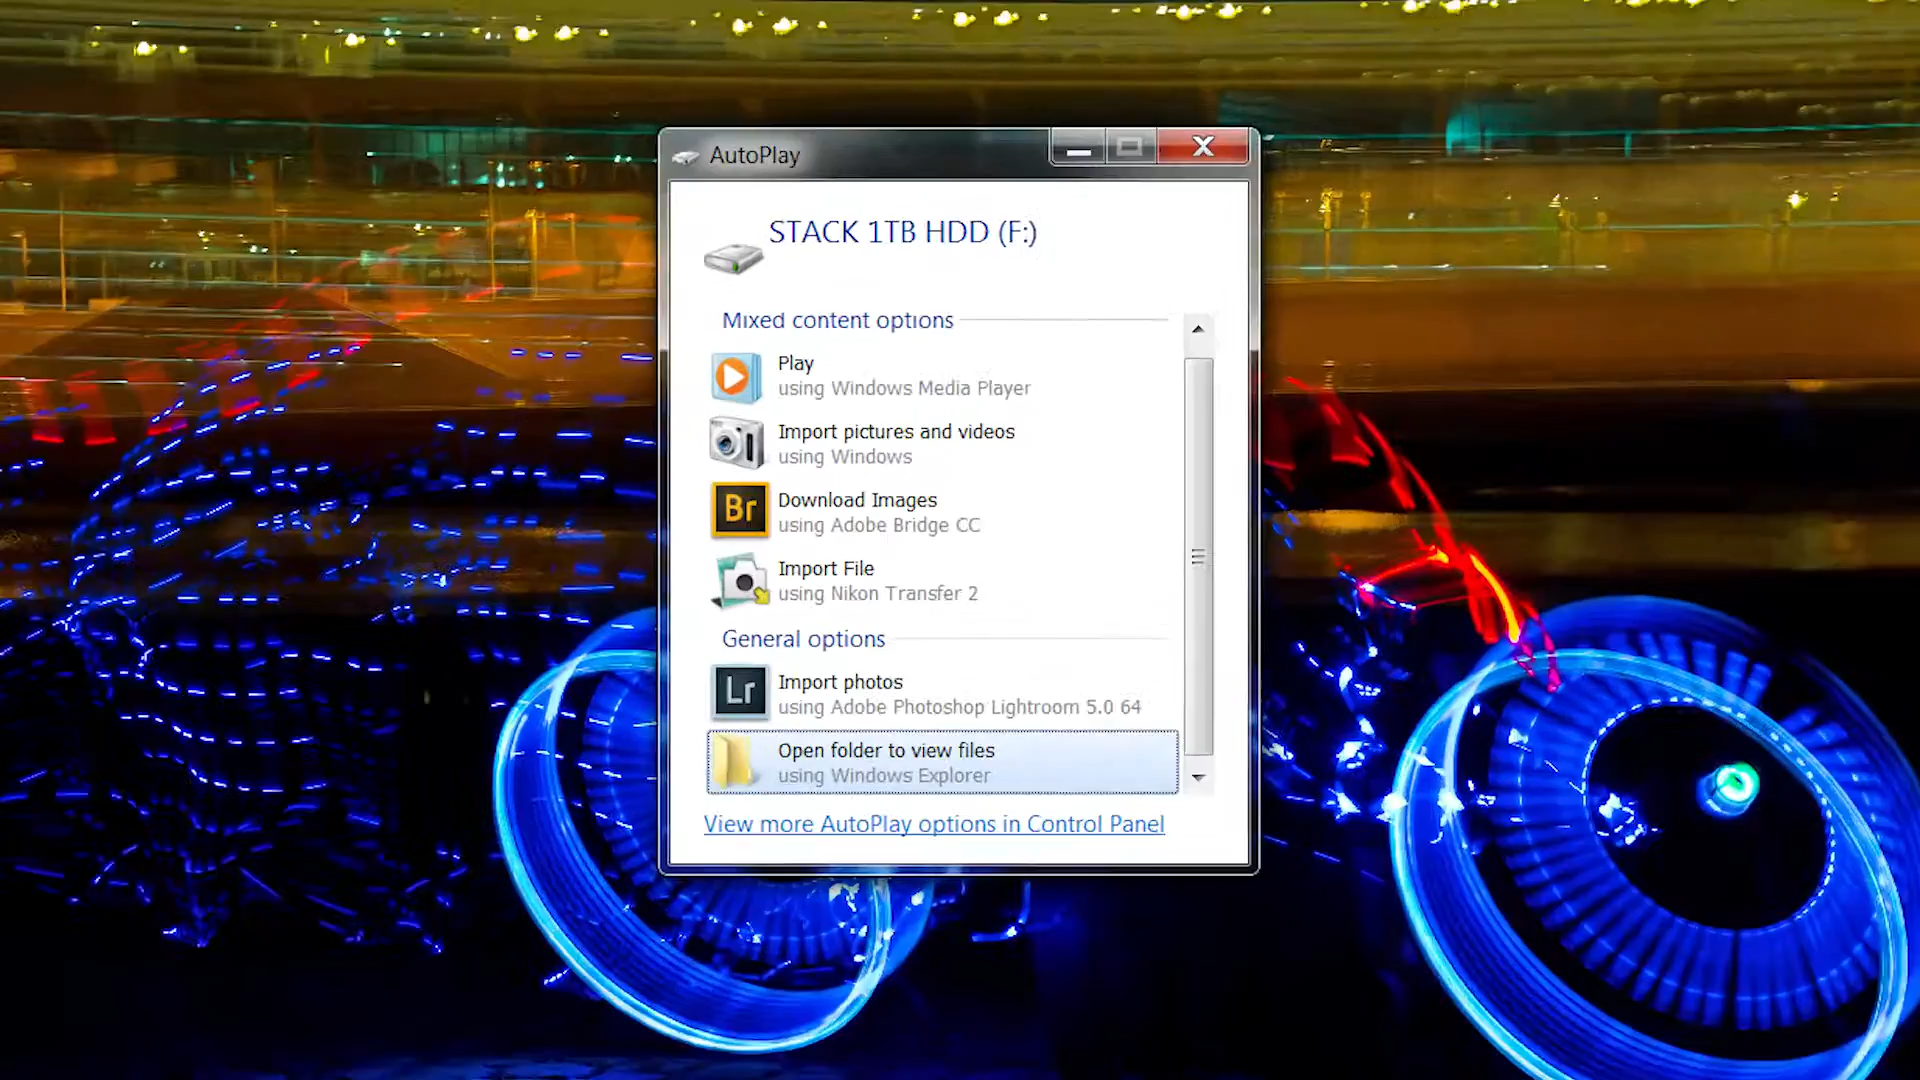 AutoPlay
STACK 1TB HDD (F:)
Mixed content options
Play
using Windows Media Player
Import pictures and videos
using Windows
Br
Download Images
using Adobe Bridge CC
Import File
using Nikon Transfer 2
General options
Lr
Import photos
using Adobe Photoshop Lightroom 5.0 64
Open folder to view files
using Windows Explorer
View more AutoPlay options in Control Panel